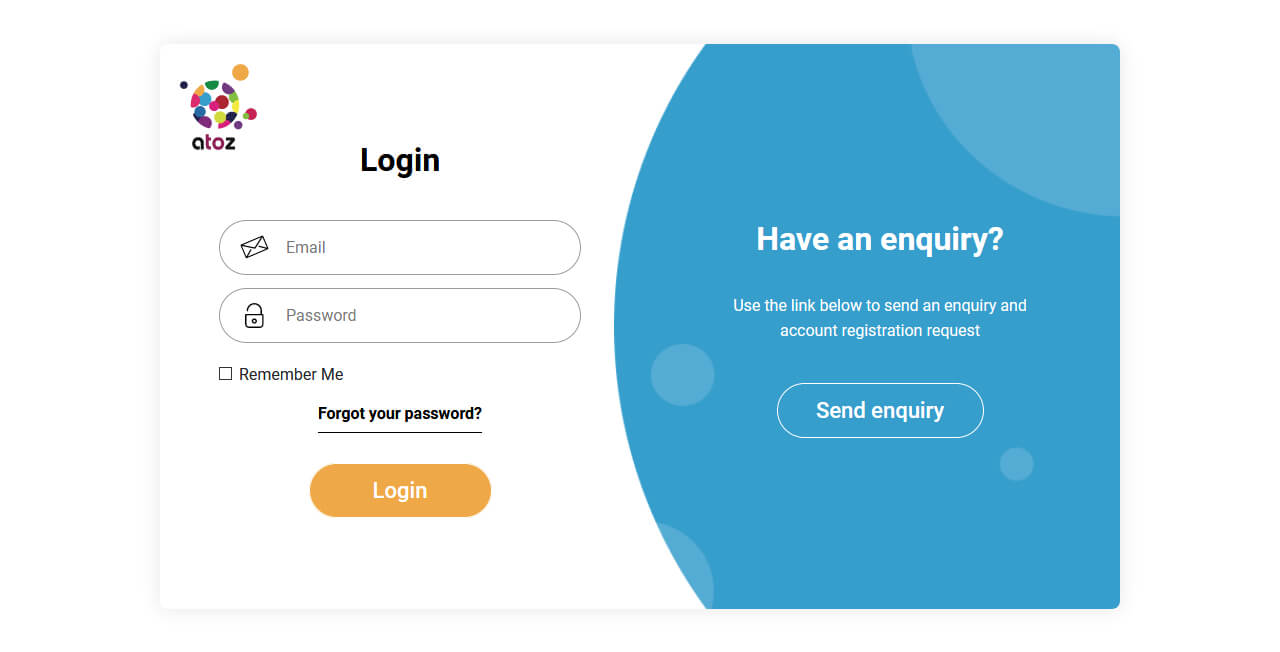 atoz
Login
Email
Password
Remember Me
Forgot your password?
Login
Have an enquiry?
Use the link below to send an enquiry and
account registration request
Send enquiry